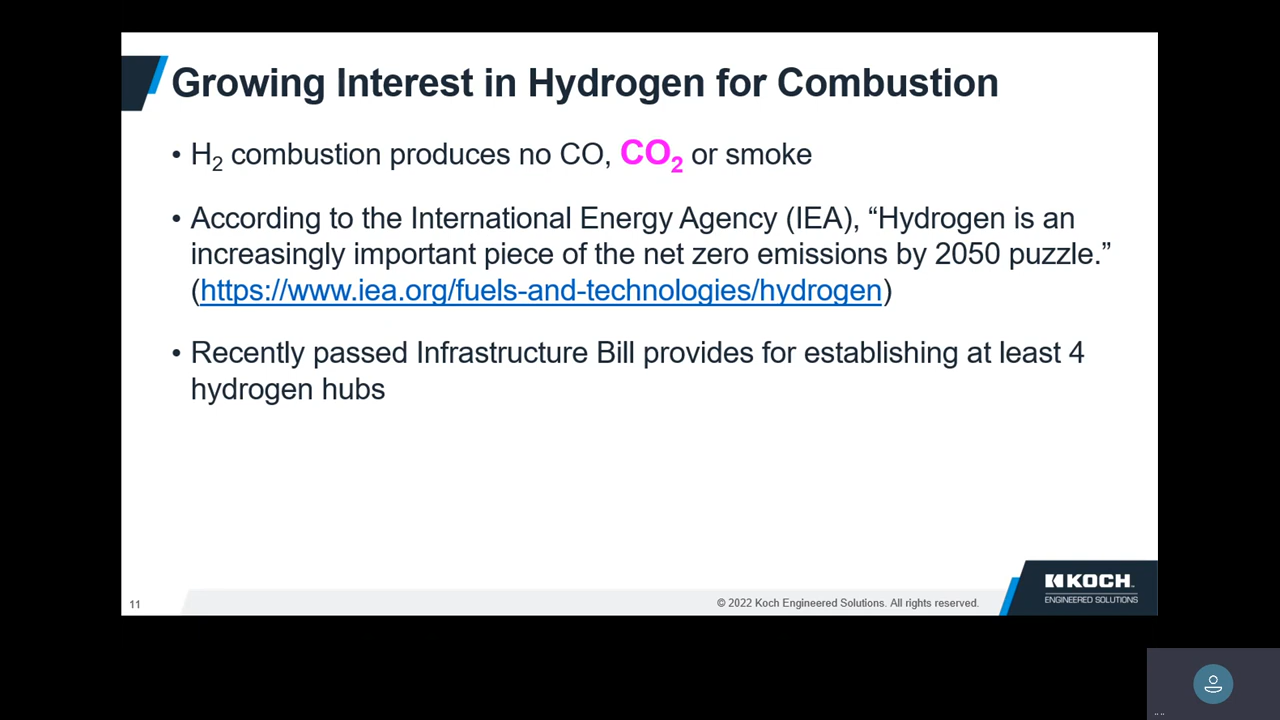 Growing Interest in Hydrogen for Combustion
• H₂ combustion produces no CO, CO₂ or smoke
• According to the International Energy Agency (IEA), “Hydrogen is an
increasingly important piece of the net zero emissions by 2050 puzzle.”
(https://www.iea.org/fuels-and-technologies/hydrogen)
• Recently passed Infrastructure Bill provides for establishing at least 4
hydrogen hubs
11
© 2022 Koch Engineered Solutions. All rights reserved.
KOCH
ENGINEERED SOLUTIONS